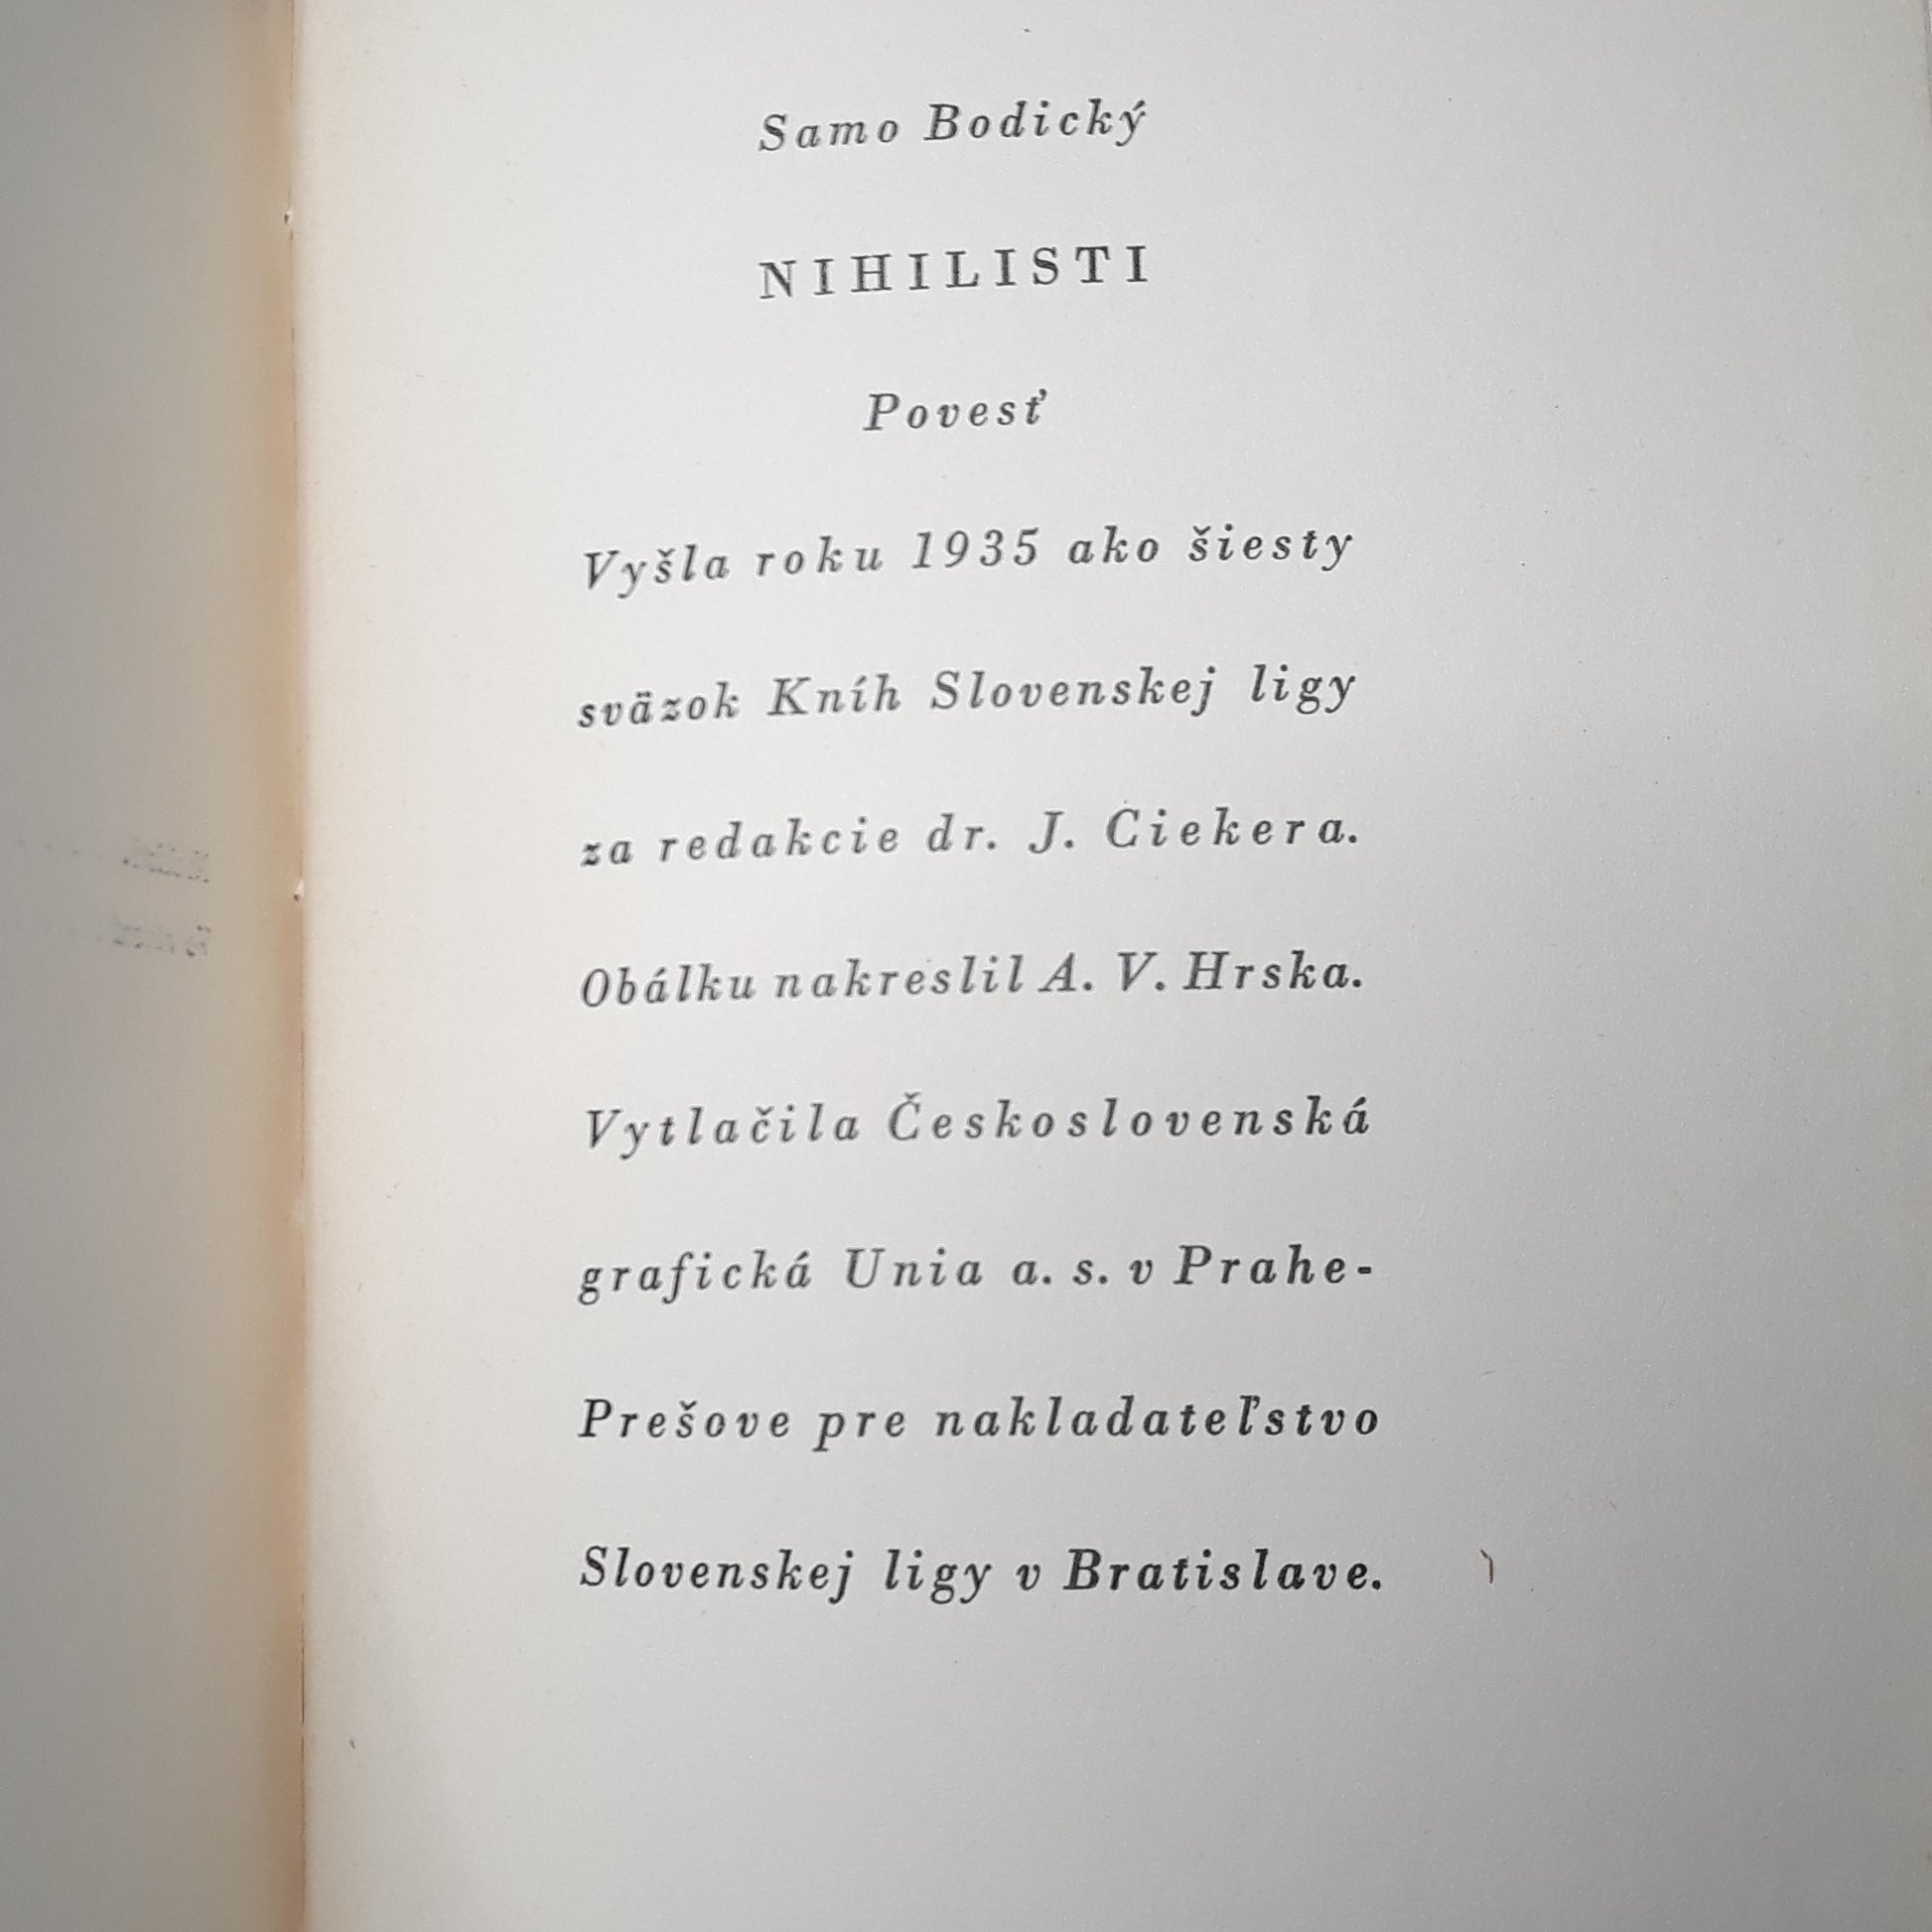 Samo Bodický
NIHILISTI
Povesť
Vyšla roku 1935 ako šiesty
sväzok Kníh Slovenskej ligy
za redakcie dr. J. Ciekera.
Obálku nakreslil A. V. Hrska.
Vytlačila Československá
grafická Unia a. s. v Prahe-
Prešove pre nakladateľstvo
Slovenskej ligy v Bratislave.